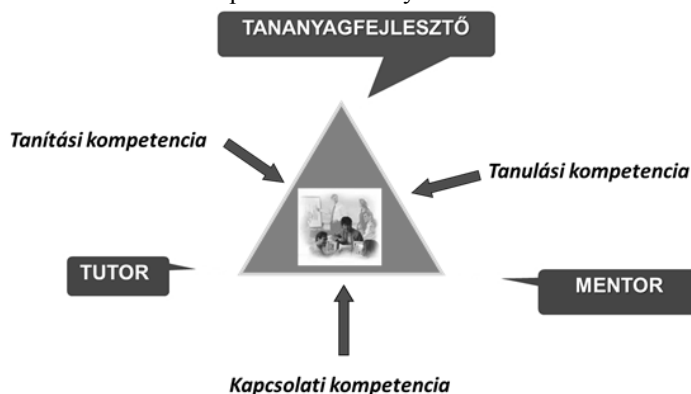 TANANYAGFEJLESZTŐ
Tanítási kompetencia
Tanulási kompetencia
TUTOR
MENTOR
Kapcsolati kompetencia